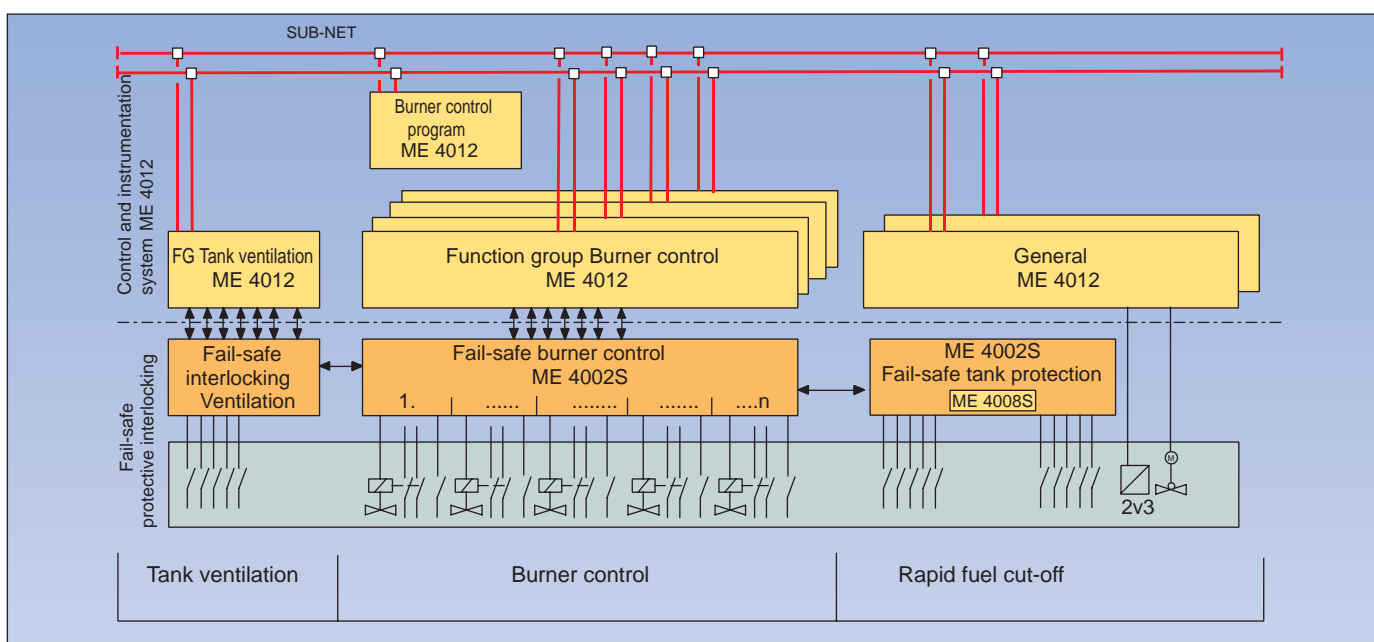 SUB-NET
Control and instrumentation
system ME 4012
Burner control
program
ME 4012
FG Tank ventilation
ME 4012
Function group Burner control
ME 4012
General
ME 4012
Fail-safe
protective interlocking
Fail-safe
interlocking
Ventilation
Fail-safe burner control
ME 4002S
1. ...... ........ ....... ....n
ME 4002S
Fail-safe tank protection
ME 4008S
M
2v3
Tank ventilation
Burner control
Rapid fuel cut-off